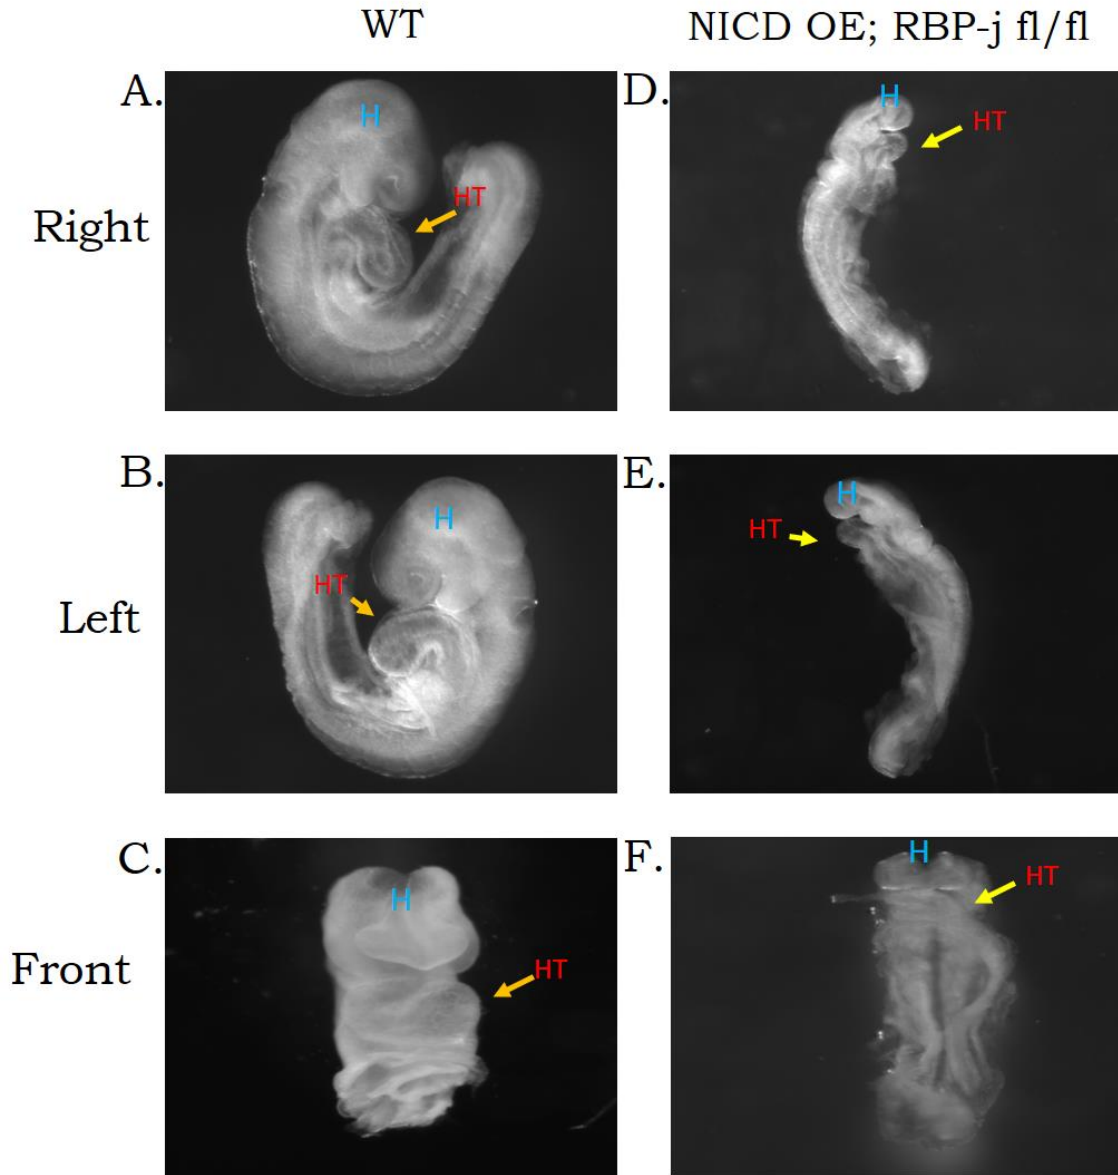 WT
NICD OE; RBP-j fl/fl
A.
H
HT
D.
H
HT
Right
B.
H
HT
E.
H
HT
Left
C.
H
HT
F.
H
HT
Front